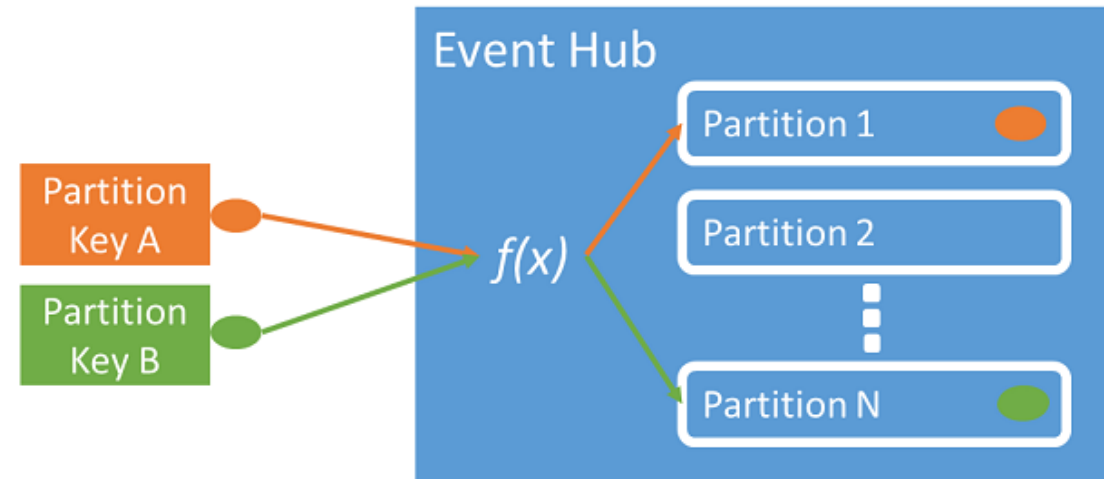 Event Hub
Partition
Key A
Partition
Key B
f(x)
Partition 1
Partition 2
Partition N